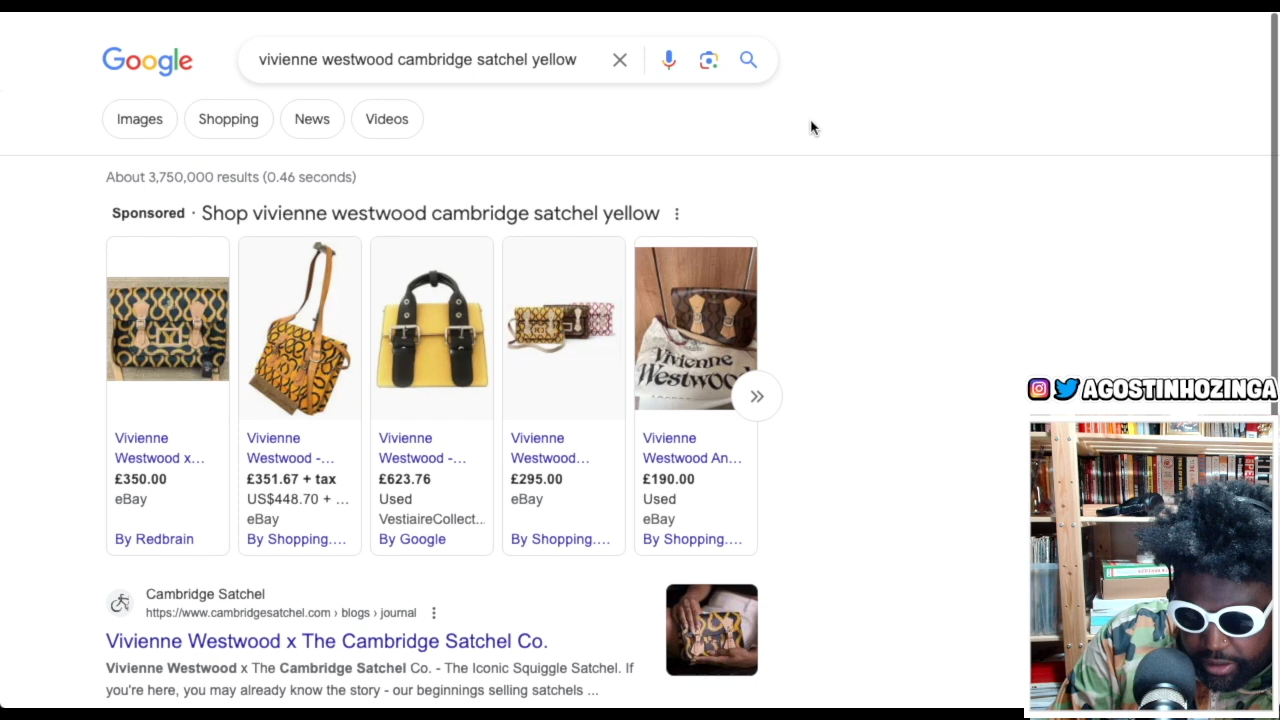 Google
vivienne westwood cambridge satchel yellow
Images
Shopping
News
Videos
About 3,750,000 results (0.46 seconds)
Sponsored · Shop vivienne westwood cambridge satchel yellow
Vivienne
Westwood x...
£350.00
eBay
By Redbrain
Vivienne
Westwood -...
£351.67 + tax
US$448.70 + ...
eBay
By Shopping....
Vivienne
Westwood -...
£623.76
Used
VestiaireCollect...
By Google
Vivienne
Westwood...
£295.00
eBay
By Shopping....
Vivienne
Westwood
Vivienne
Westwood An...
£190.00
Used
eBay
By Shopping....
AGOSTINHOZINGA
Cambridge Satchel
https://www.cambridgesatchel.com › blogs › journal
Vivienne Westwood x The Cambridge Satchel Co.
Vivienne Westwood x The Cambridge Satchel Co. - The Iconic Squiggle Satchel. If
you're here, you may already know the story - our beginnings selling satchels ...